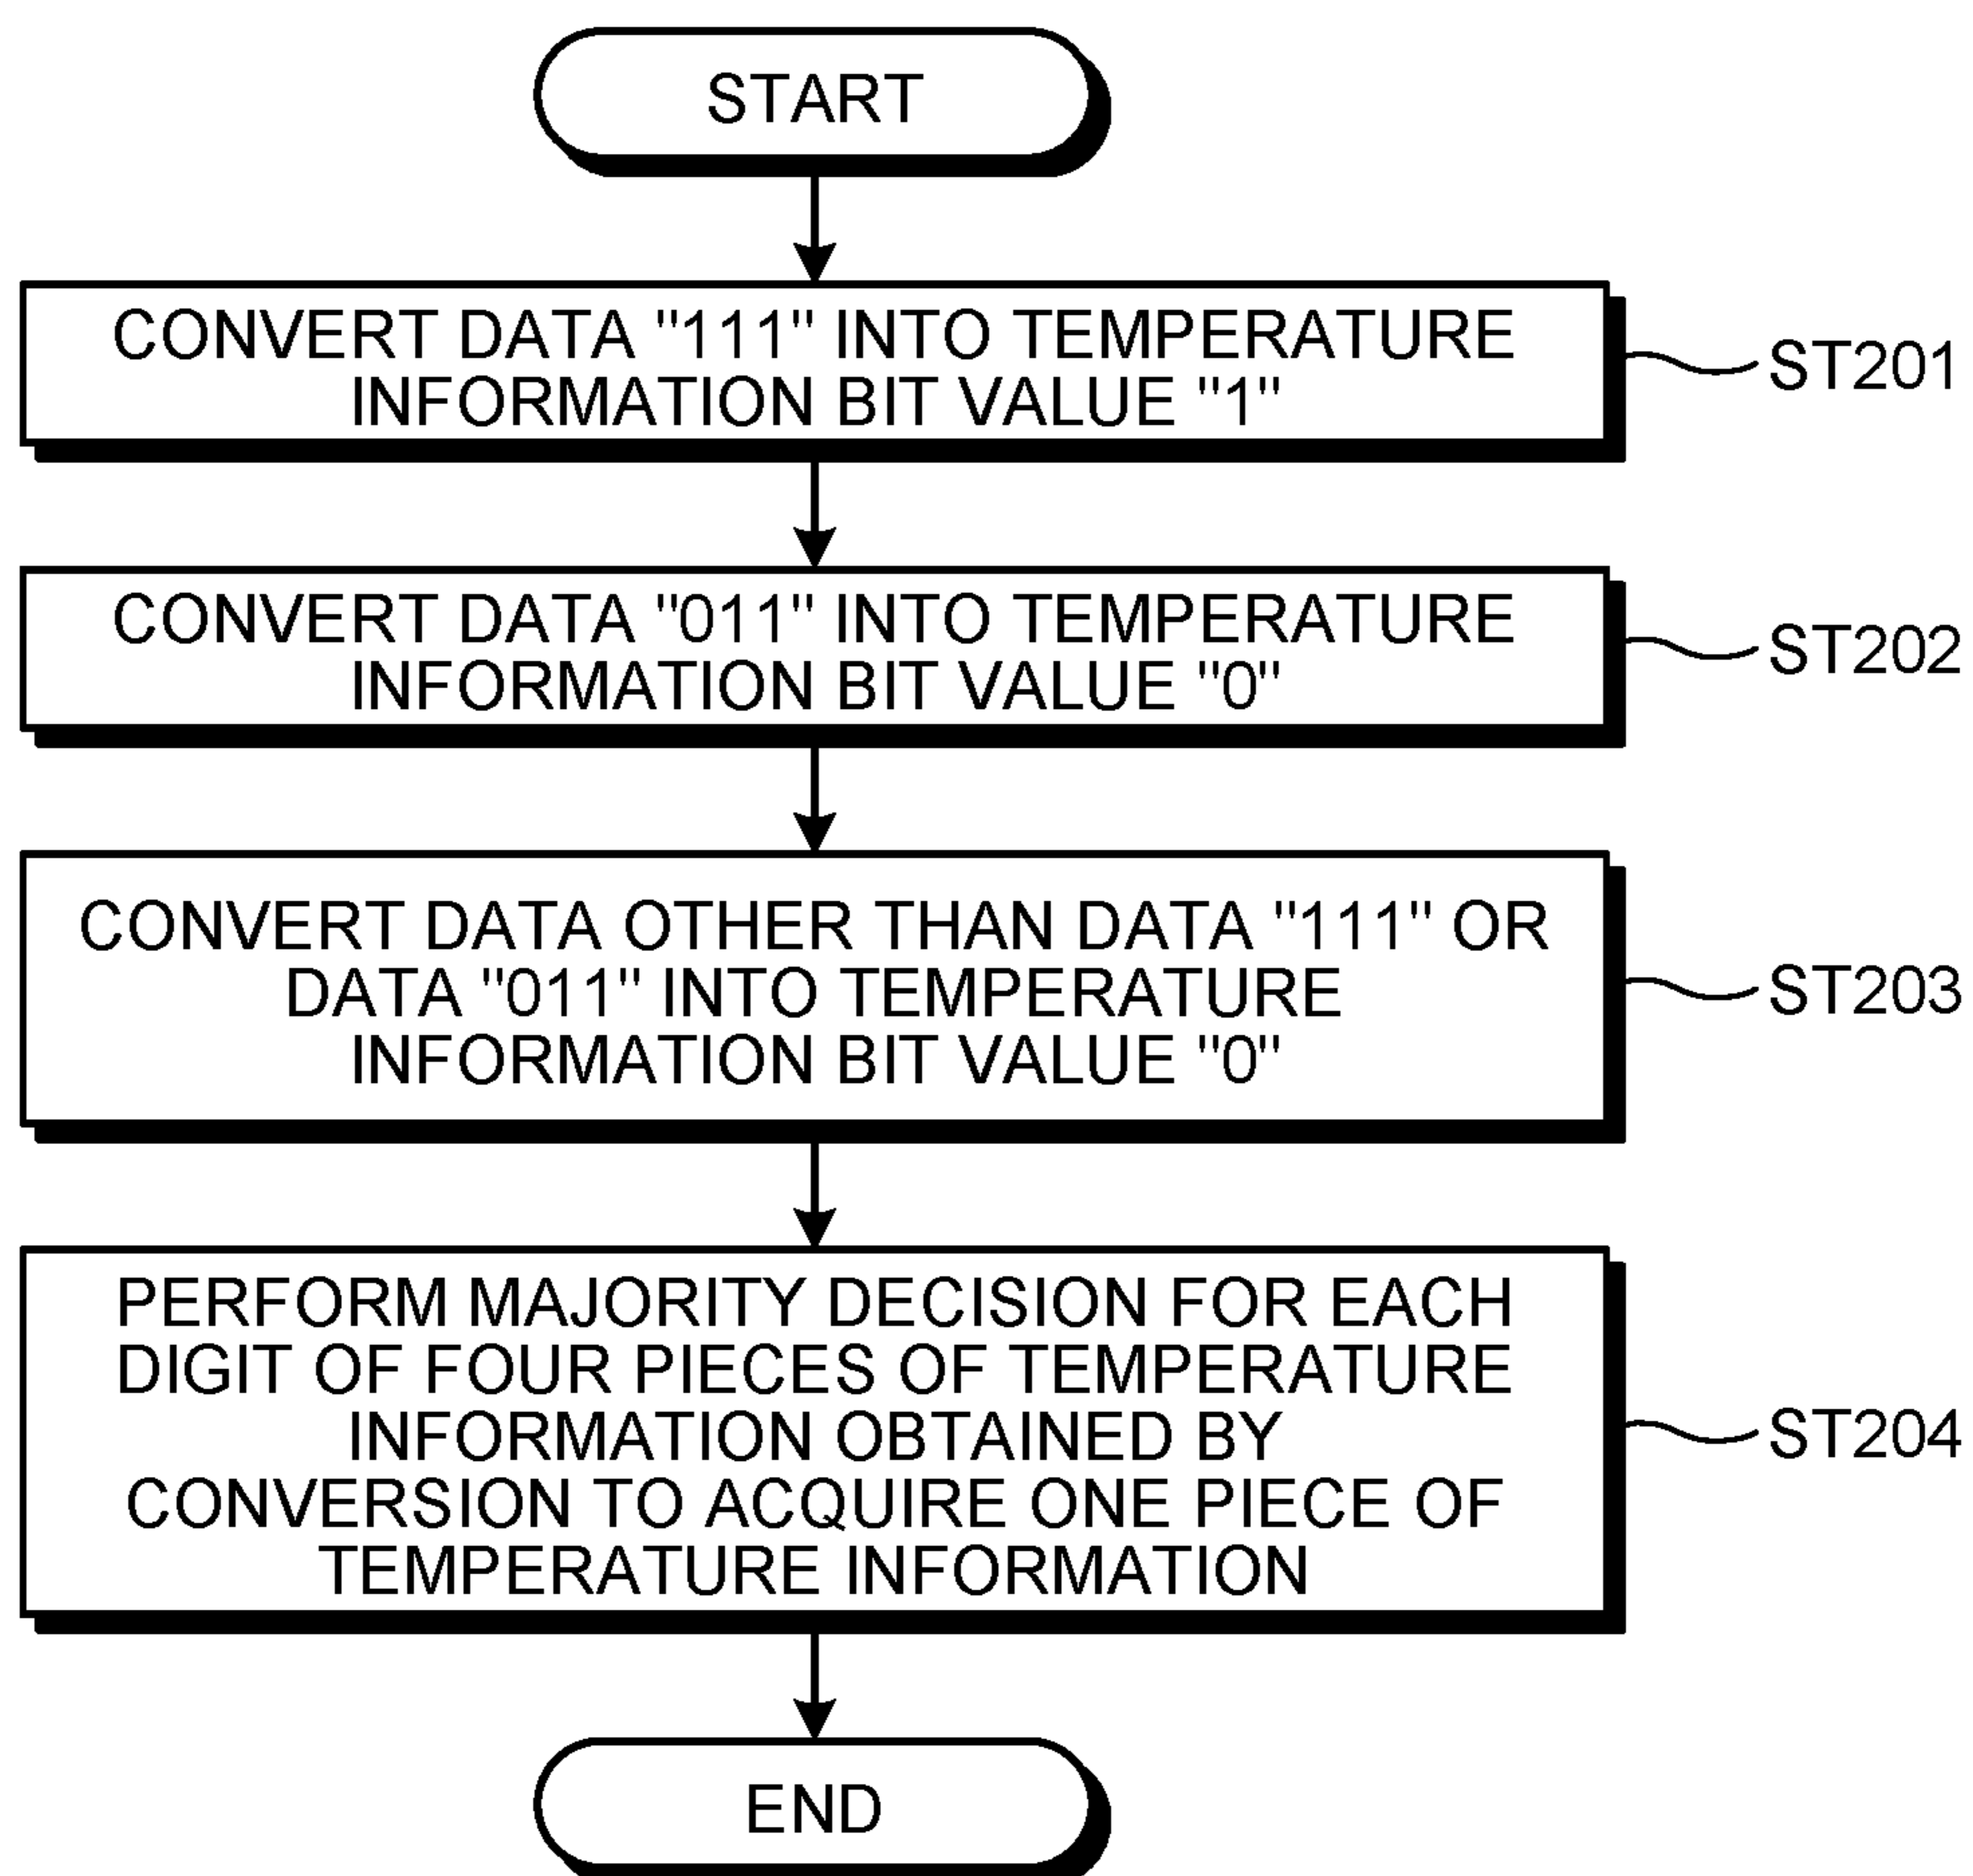 START
CONVERT DATA "111" INTO TEMPERATURE
INFORMATION BIT VALUE "1"
ST201
CONVERT DATA "011" INTO TEMPERATURE
INFORMATION BIT VALUE "0"
ST202
CONVERT DATA OTHER THAN DATA "111" OR
DATA "011" INTO TEMPERATURE
INFORMATION BIT VALUE "0"
ST203
PERFORM MAJORITY DECISION FOR EACH
DIGIT OF FOUR PIECES OF TEMPERATURE
INFORMATION OBTAINED BY
CONVERSION TO ACQUIRE ONE PIECE OF
TEMPERATURE INFORMATION
ST204
END